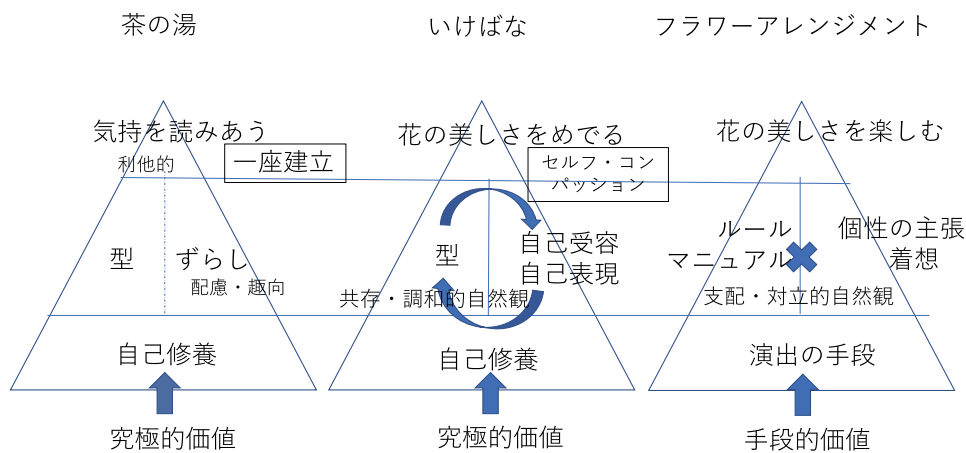 茶の湯
いけばな
フラワーアレンジメント
気持を読みあう
利他的
一座建立
型
ずらし
配慮・趣向
自己修養
究極的価値
花の美しさをめでる
セルフ・コン
パッション
型
自己受容
自己表現
共存・調和的自然観
自己修養
究極的価値
花の美しさを楽しむ
ルール
マニュアル
個性の主張
着想
支配・対立的自然観
演出の手段
手段的価値